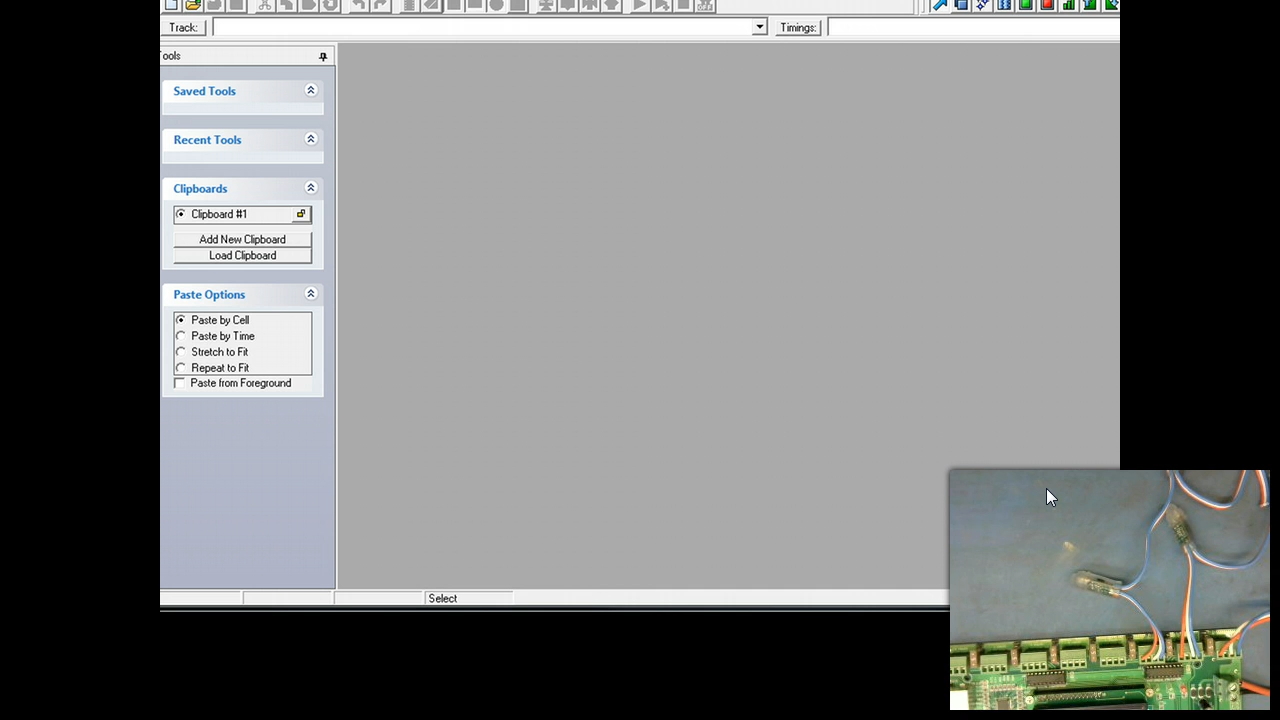 Track:
Timings:
ools
Saved Tools
Recent Tools
Clipboards
Clipboard #1
Add New Clipboard
Load Clipboard
Paste Options
Paste by Cell
Paste by Time
Stretch to Fit
Repeat to Fit
Paste from Foreground
Select